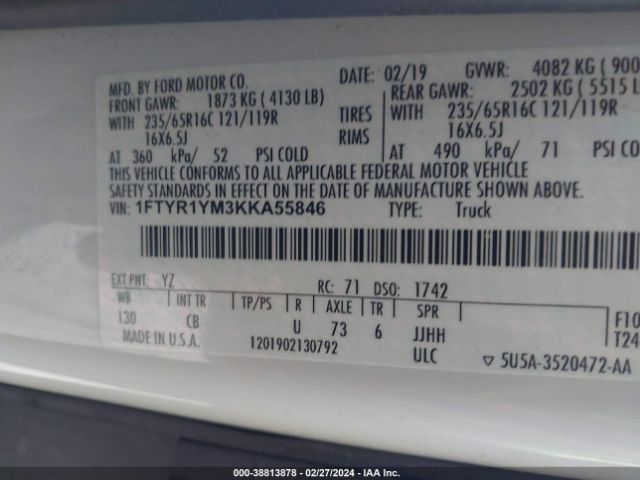 DATE: 02/19 GVWR: 4082 KG ( 900
MFD. BY FORD MOTOR CO.
FRONT GAWR: 1873 KG ( 4130 LB) REAR GAWR: 2502 KG ( 5515 L
WITH 235/65R16C 121/119R TIRES WITH 235/65R16C 121/119R
16X6.5J RIMS 16X6.5J
AT 360 kPa/ 52 PSI COLD AT 490 kPa/ 71 PSI CO
THIS VEHICLE CONFORMS TO ALL APPLICABLE FEDERAL MOTOR VEHICLE
SAFETY STANDARDS IN EFFECT ON THE DATE OF MANUFACTURE SHOWN ABOVE.
VIN: 1FTYR1YM3KKA55846 TYPE: Truck
EXT PNT: YZ RC: 71 DSO: 1742
WB INT TR TP/PS R AXLE TR SPR
130 CB U 73 6 JJHH F10
MADE IN U.S.A. 1201902130792 ULC T24
▽ 5U5A-3520472-AA
000-38813878 - 02/27/2024 - IAA Inc.